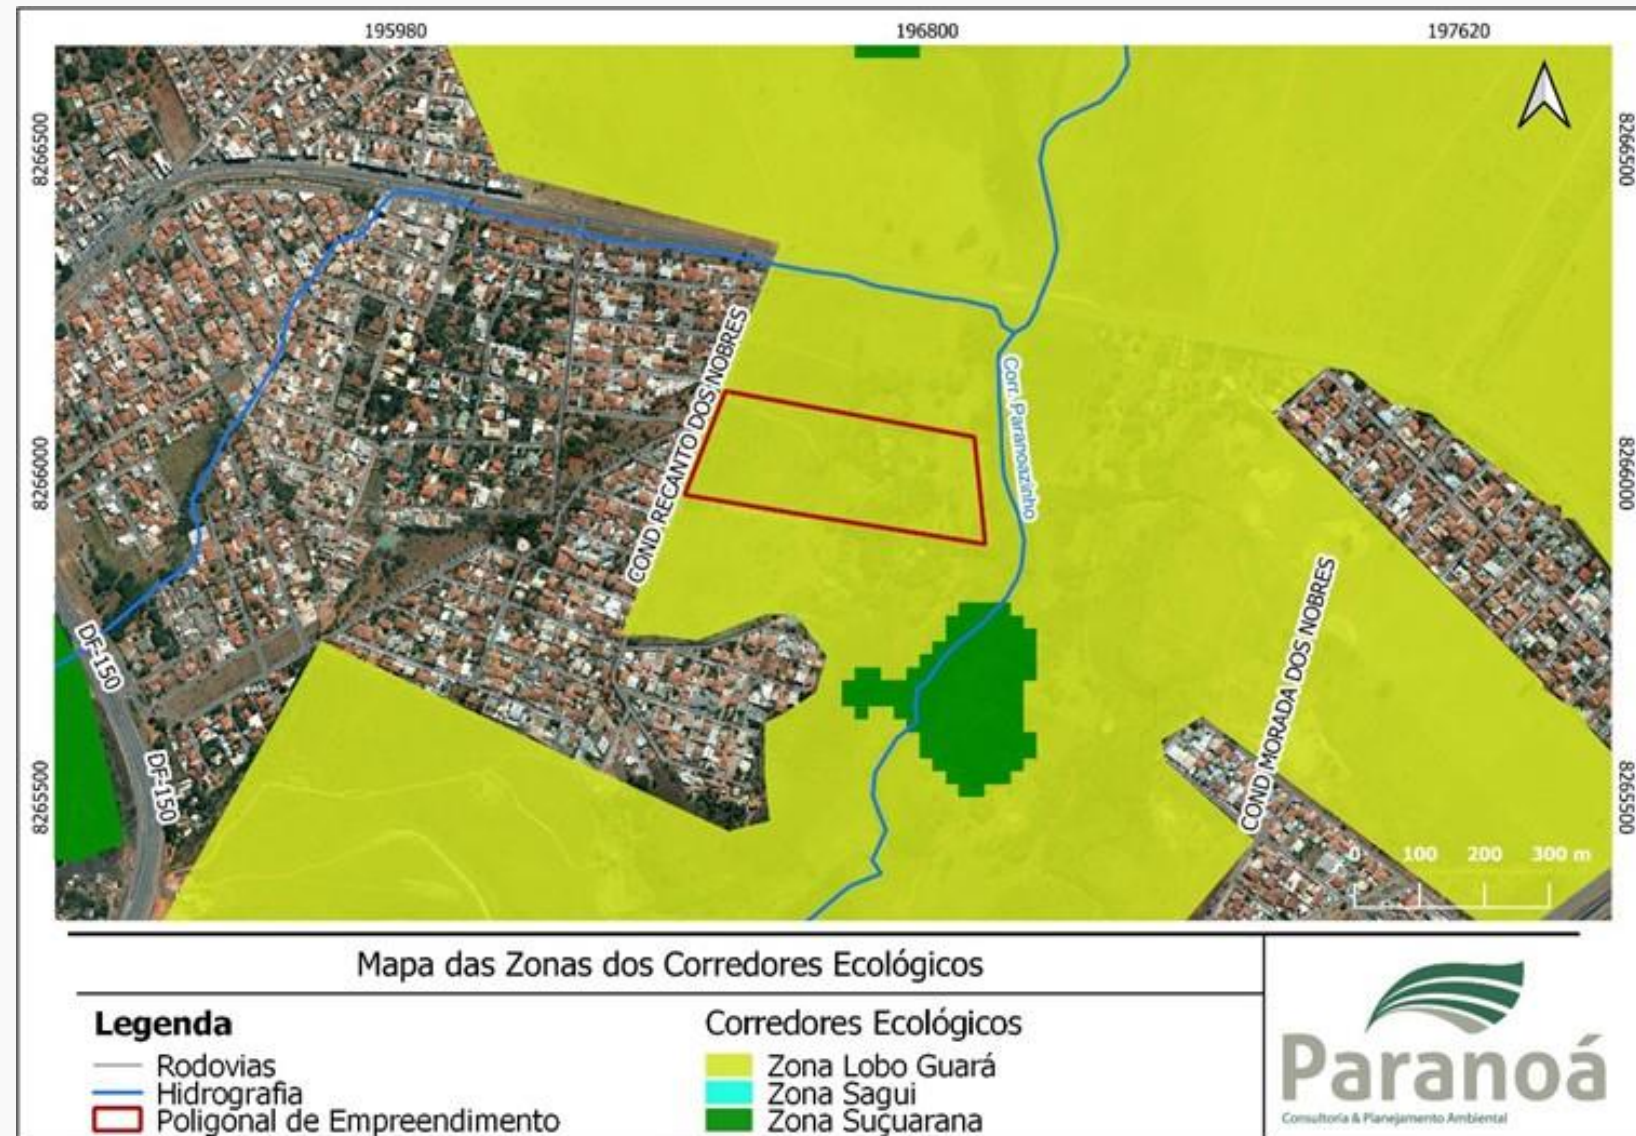 195980 196800 197620
8266500 8266500
COND RECANTO DOS NOBRES
Corr. Paranoazinho
8266000 8266000
COND MORADA DOS NOBRES
DF-150
DF-150
8265500 8265500
0 100 200 300 m
Mapa das Zonas dos Corredores Ecológicos
Legenda
Rodovias
Hidrografia
Poligonal de Empreendimento
Corredores Ecológicos
Zona Lobo Guará
Zona Sagui
Zona Suçuarana
Paranoá
Consultoria & Planejamento Ambiental